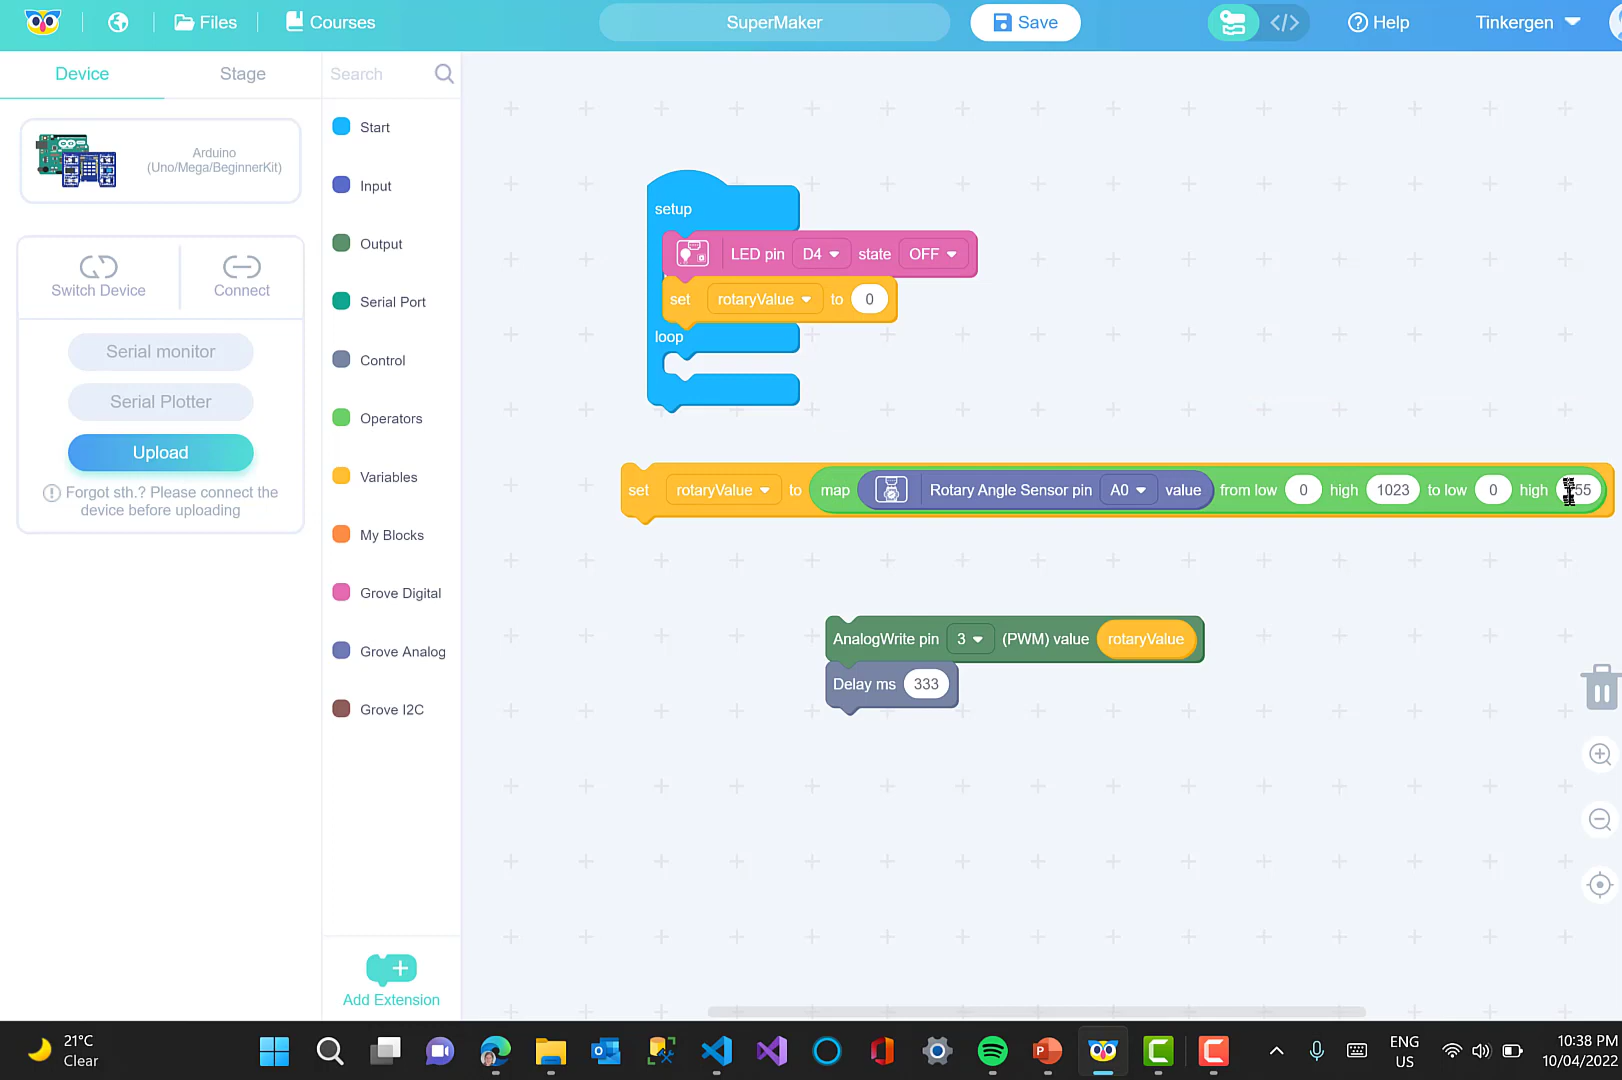 Files
Courses
SuperMaker
Save
Help
Tinkergen
Device
Stage
Search
Arduino
(Uno/Mega/BeginnerKit)
Switch Device
Connect
Serial monitor
Serial Plotter
Upload
Forgot sth.? Please connect the
device before uploading
Start
Input
Output
Serial Port
Control
Operators
Variables
My Blocks
Grove Digital
Grove Analog
Grove I2C
Add Extension
setup
LED pin D4 state OFF
set rotaryValue to 0
loop
set rotaryValue to map Rotary Angle Sensor pin A0 value from low 0 high 1023 to low 0 high
AnalogWrite pin 3 (PWM) value rotaryValue
Delay ms 333
21°C
Clear
ENG
US
10:38 PM
10/04/2022